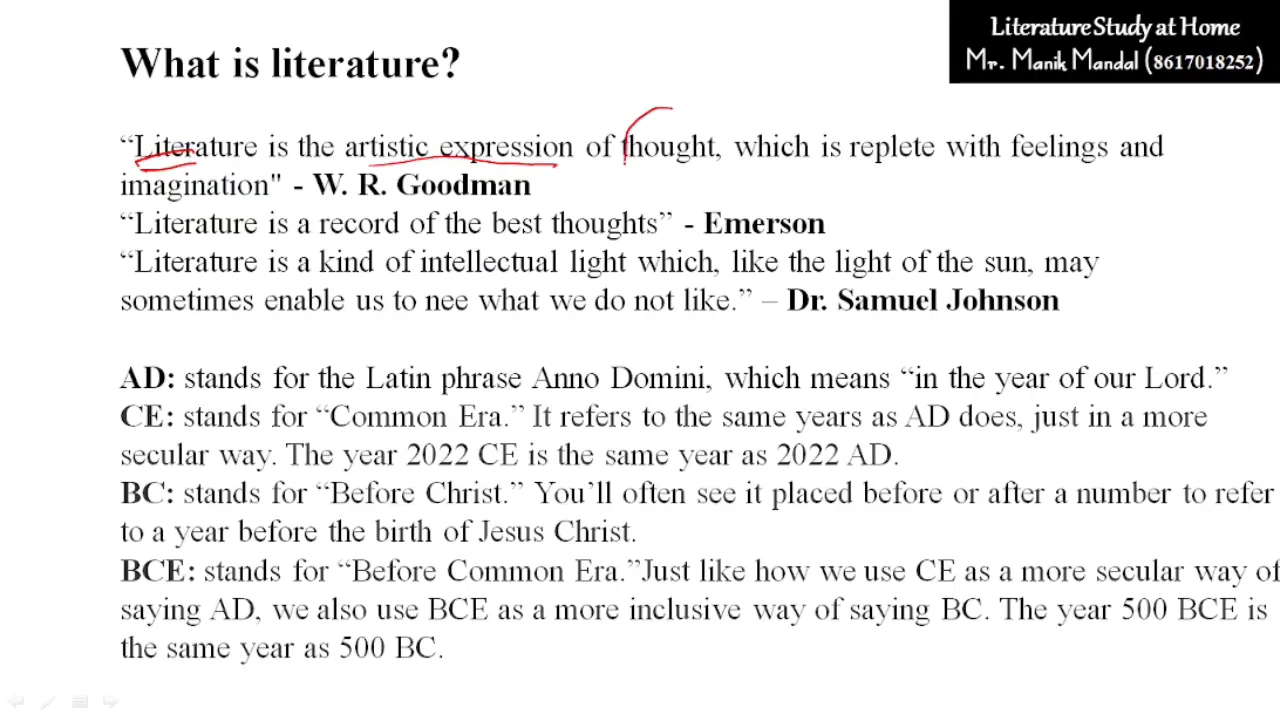 Literature Study at Home
Mr. Manik Mandal (8617018252)
What is literature?
“Literature is the artistic expression of thought, which is replete with feelings and
imagination" - W. R. Goodman
“Literature is a record of the best thoughts” - Emerson
“Literature is a kind of intellectual light which, like the light of the sun, may
sometimes enable us to nee what we do not like.” – Dr. Samuel Johnson
AD: stands for the Latin phrase Anno Domini, which means “in the year of our Lord.”
CE: stands for “Common Era.” It refers to the same years as AD does, just in a more
secular way. The year 2022 CE is the same year as 2022 AD.
BC: stands for “Before Christ.” You’ll often see it placed before or after a number to refer
to a year before the birth of Jesus Christ.
BCE: stands for “Before Common Era.”Just like how we use CE as a more secular way of
saying AD, we also use BCE as a more inclusive way of saying BC. The year 500 BCE is
the same year as 500 BC.